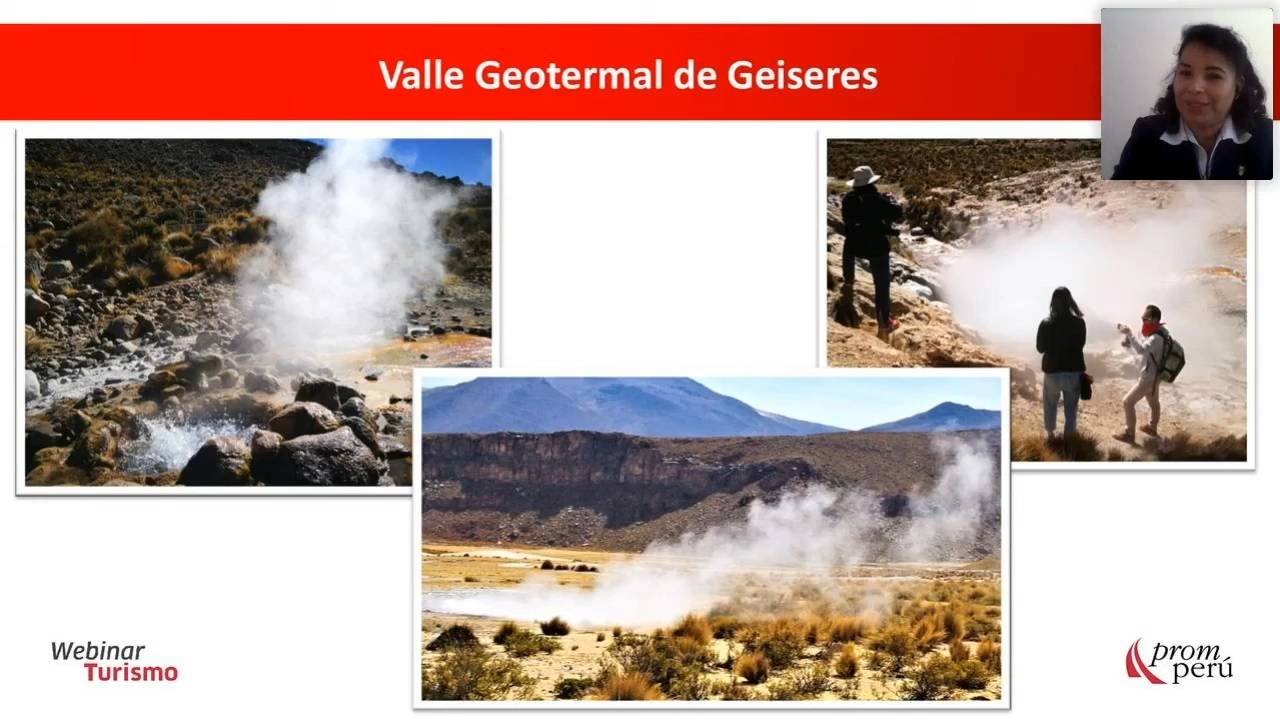 Valle Geotermal de Geiseres
Webinar
Turismo
prom
perú